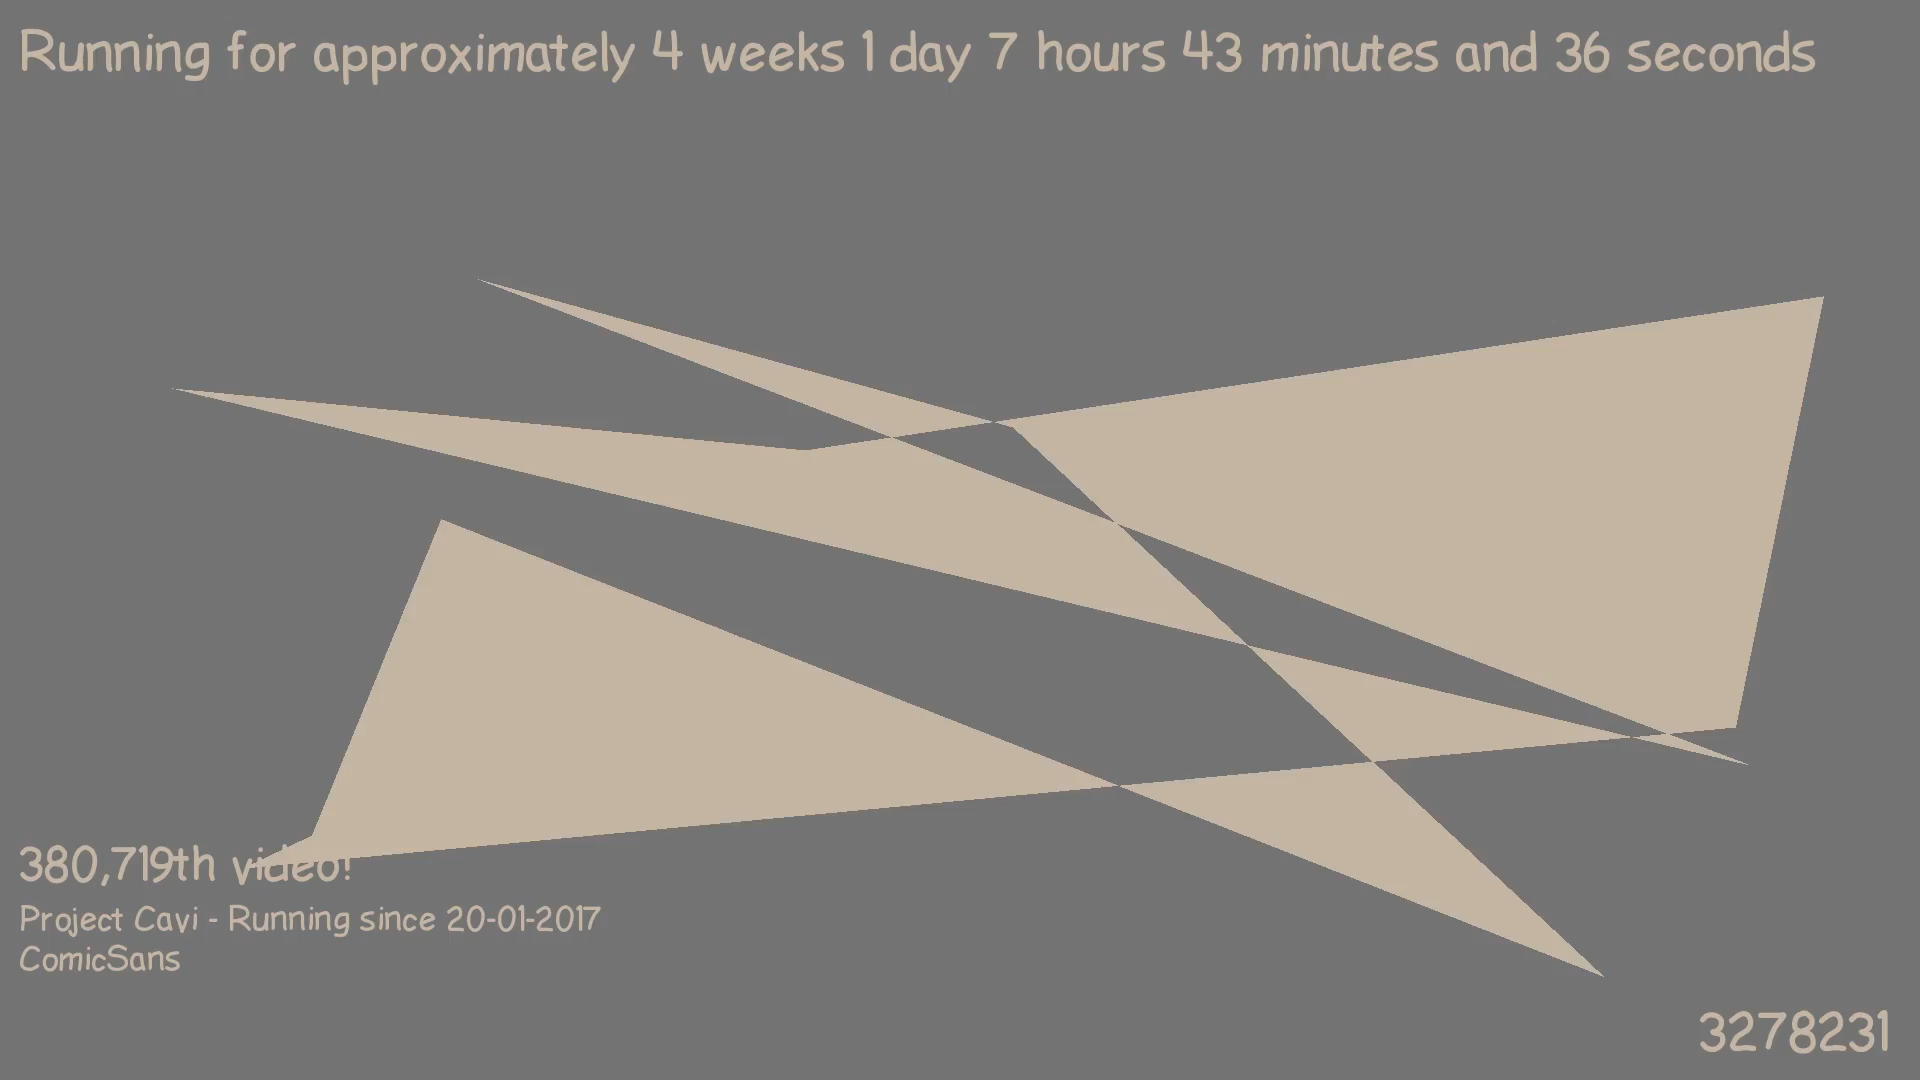 Running for approximately 4 weeks 1 day 7 hours 43 minutes and 36 seconds
380,719th video!
Project Cavi - Running since 20-01-2017
ComicSans
3278231